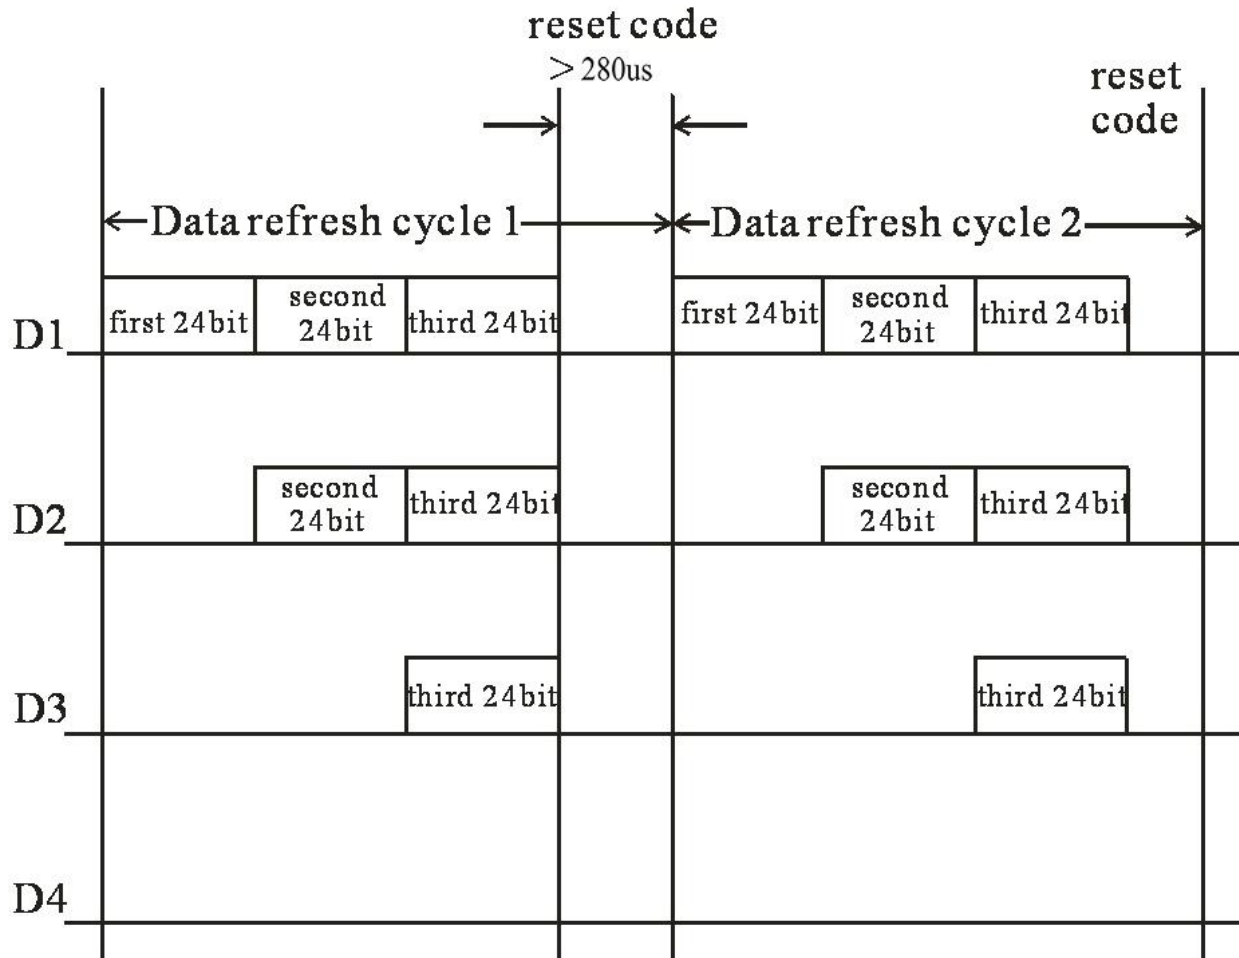 reset code
> 280us
reset
code
Data refresh cycle 1
Data refresh cycle 2
D1
first 24bit
second
24bit
third 24bit
first 24bit
second
24bit
third 24bit
D2
second
24bit
third 24bit
second
24bit
third 24bit
D3
third 24bit
third 24bit
D4